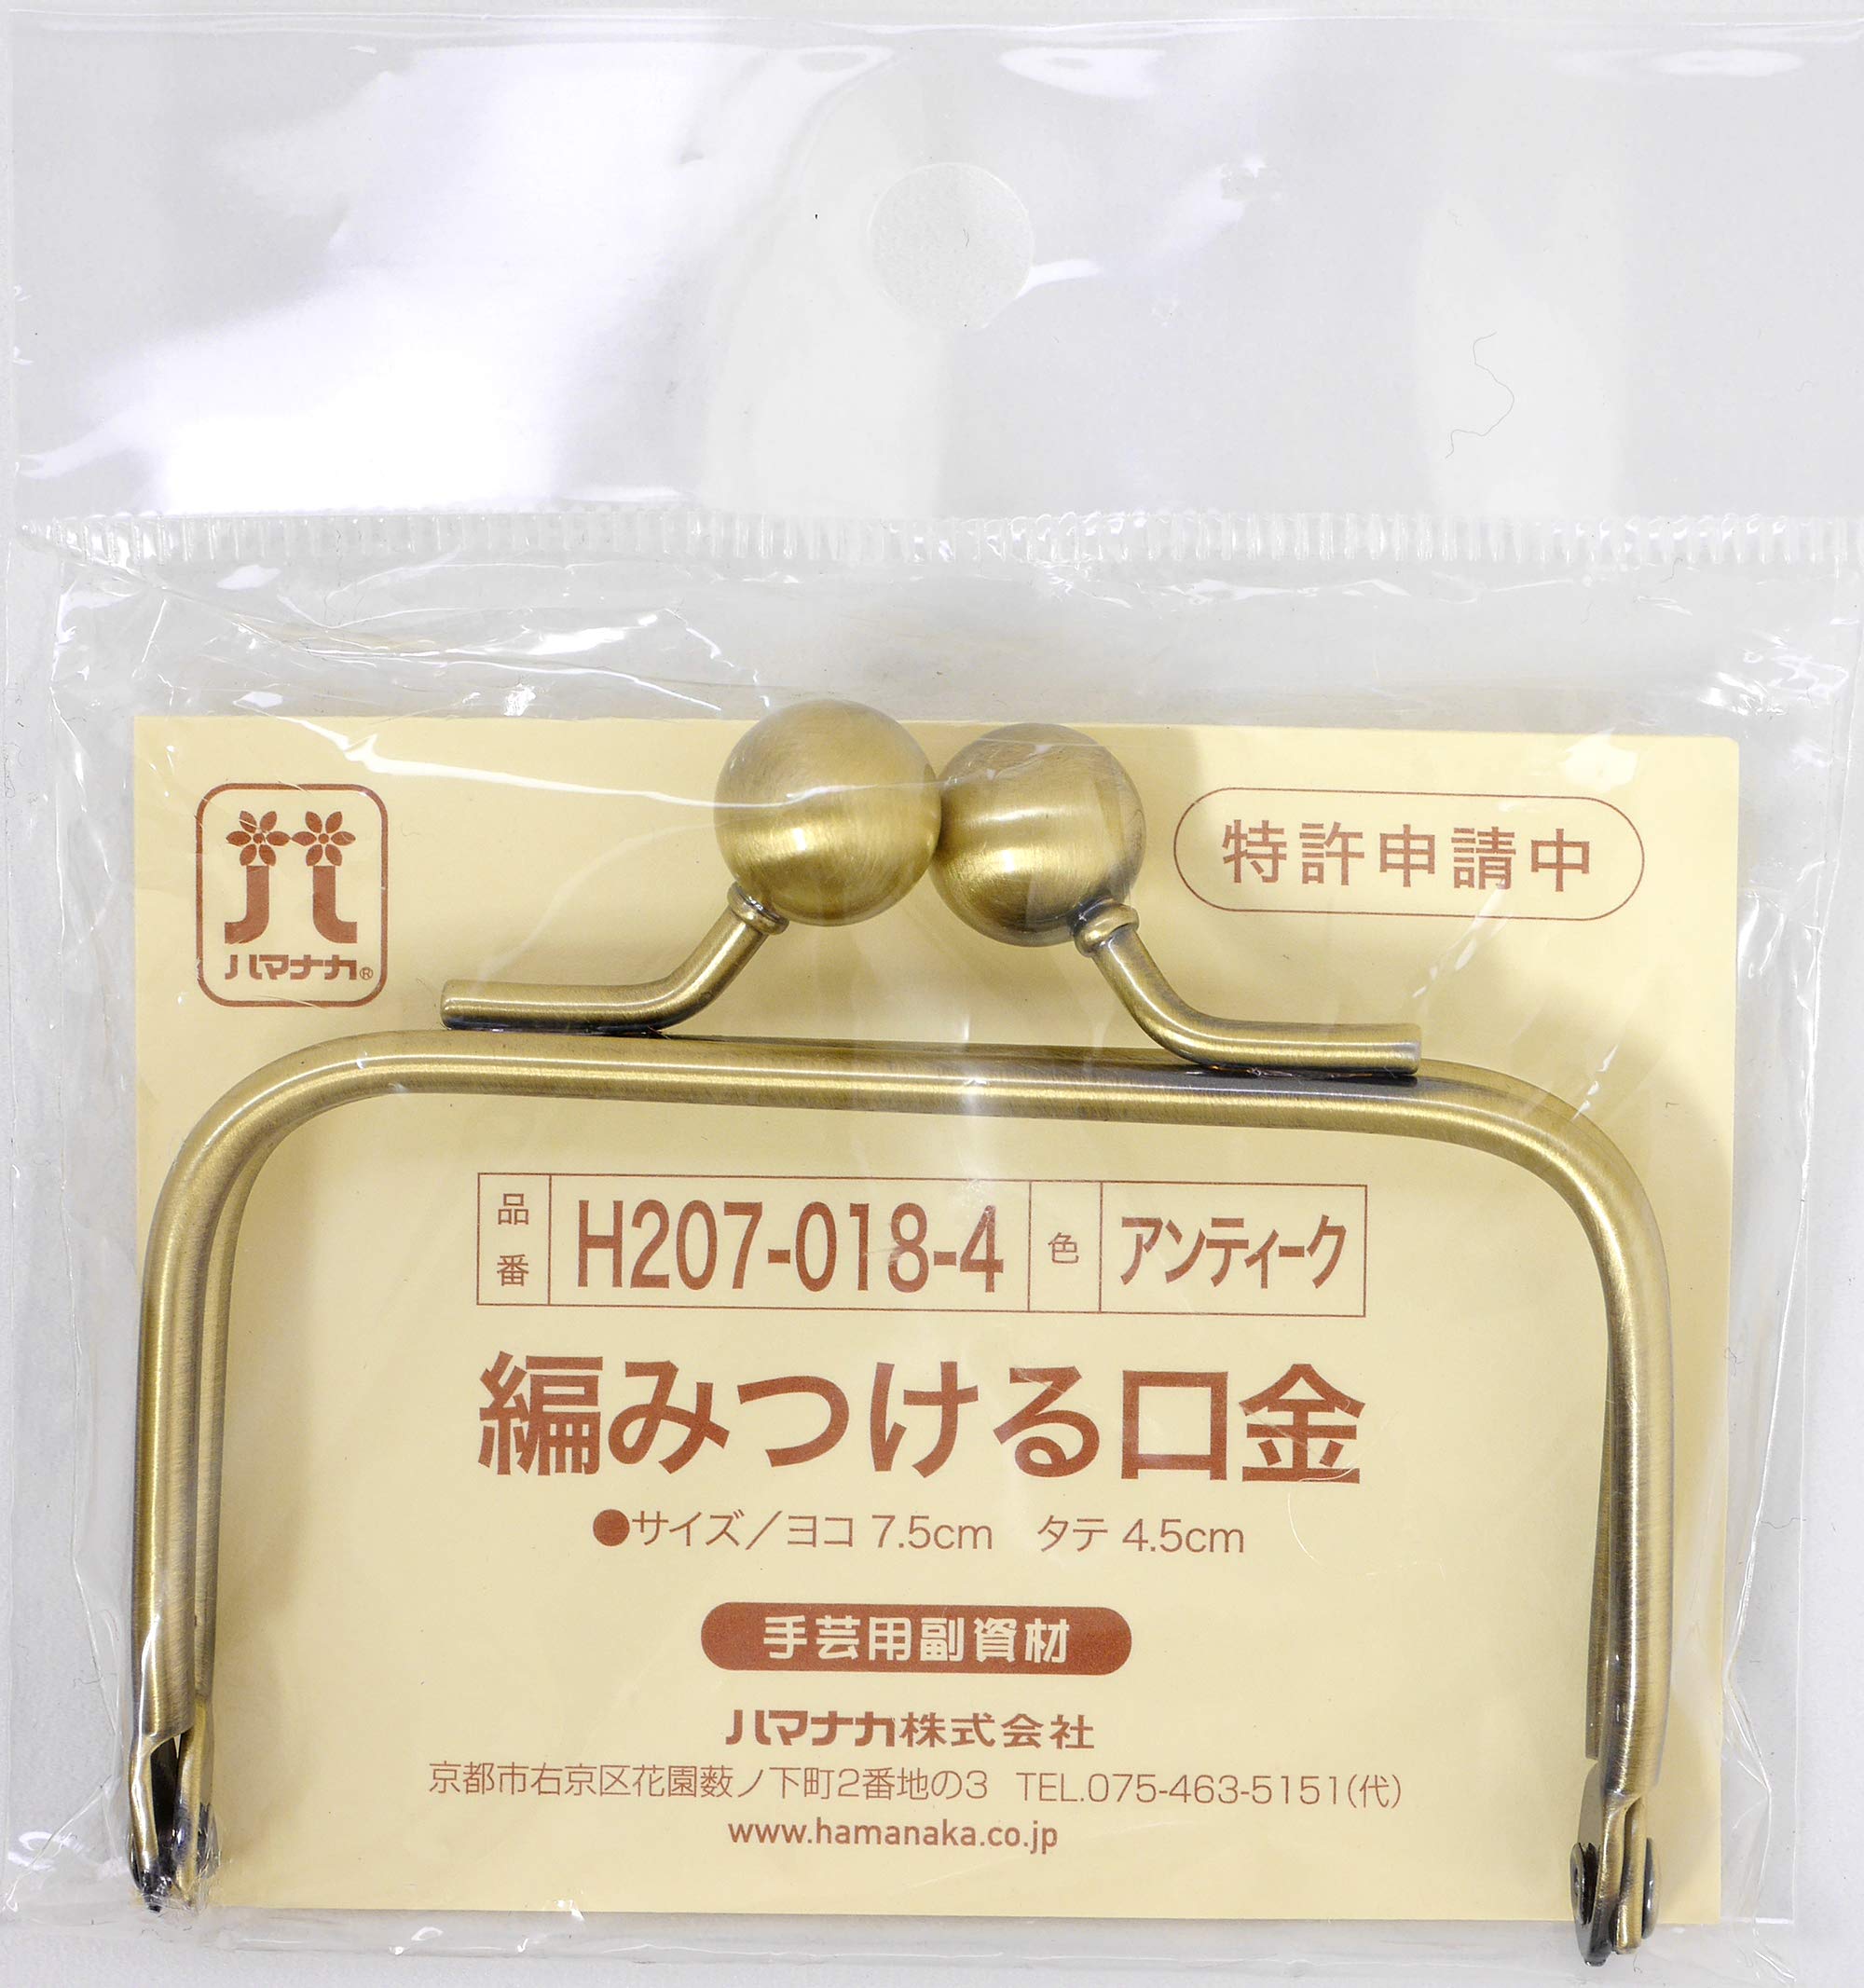 ハマナカ®
特許申請中
品番 H207-018-4 色 アンティーク
編みつける口金
●サイズ／ヨコ 7.5cm　タテ 4.5cm
手芸用副資材
ハマナカ株式会社
京都市右京区花園薮ノ下町2番地の3 TEL.075-463-5151(代)
www.hamanaka.co.jp